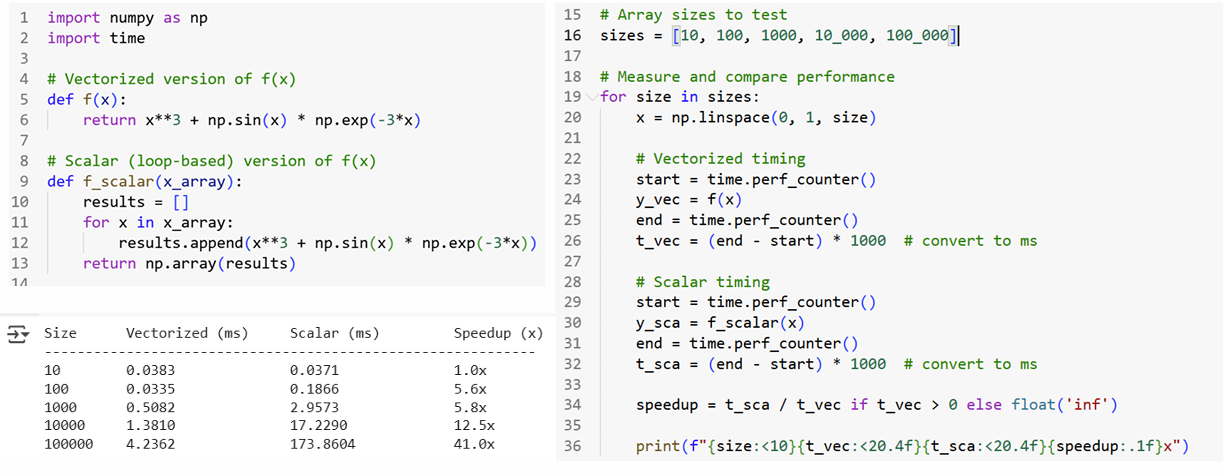 1 import numpy as np
2 import time
3
4 # Vectorized version of f(x)
5 def f(x):
6     return x**3 + np.sin(x) * np.exp(-3*x)
7
8 # Scalar (loop-based) version of f(x)
9 def f_scalar(x_array):
10     results = []
11     for x in x_array:
12         results.append(x**3 + np.sin(x) * np.exp(-3*x))
13     return np.array(results)
14
Size Vectorized (ms) Scalar (ms) Speedup (x)
------------------------------------------------------------
10 0.0383 0.0371 1.0x
100 0.0335 0.1866 5.6x
1000 0.5082 2.9573 5.8x
10000 1.3810 17.2290 12.5x
100000 4.2362 173.8604 41.0x
15 # Array sizes to test
16 sizes = [10, 100, 1000, 10_000, 100_000]
17
18 # Measure and compare performance
19 for size in sizes:
20     x = np.linspace(0, 1, size)
21
22     # Vectorized timing
23     start = time.perf_counter()
24     y_vec = f(x)
25     end = time.perf_counter()
26     t_vec = (end - start) * 1000  # convert to ms
27
28     # Scalar timing
29     start = time.perf_counter()
30     y_sca = f_scalar(x)
31     end = time.perf_counter()
32     t_sca = (end - start) * 1000  # convert to ms
33
34     speedup = t_sca / t_vec if t_vec > 0 else float('inf')
35
36     print(f"{size:<10}{t_vec:<20.4f}{t_sca:<20.4f}{speedup:.1f}x")